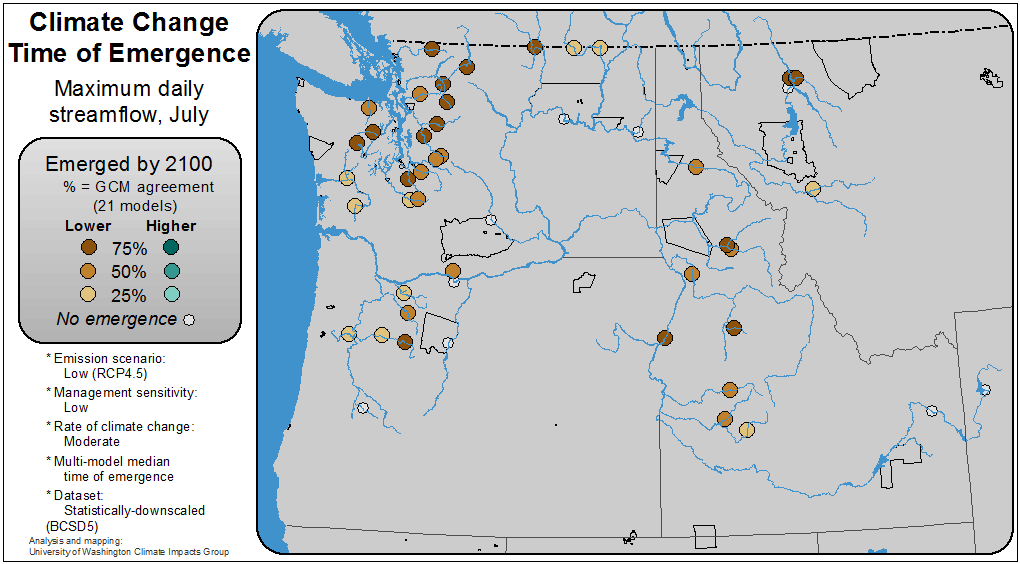 Climate Change
Time of Emergence
Maximum daily
streamflow, July
Emerged by 2100
% = GCM agreement
(21 models)
Lower Higher
75%
50%
25%
No emergence
* Emission scenario:
Low (RCP4.5)
* Management sensitivity:
Low
* Rate of climate change:
Moderate
* Multi-model median
time of emergence
* Dataset:
Statistically-downscaled
(BCSD5)
Analysis and mapping:
University of Washington Climate Impacts Group